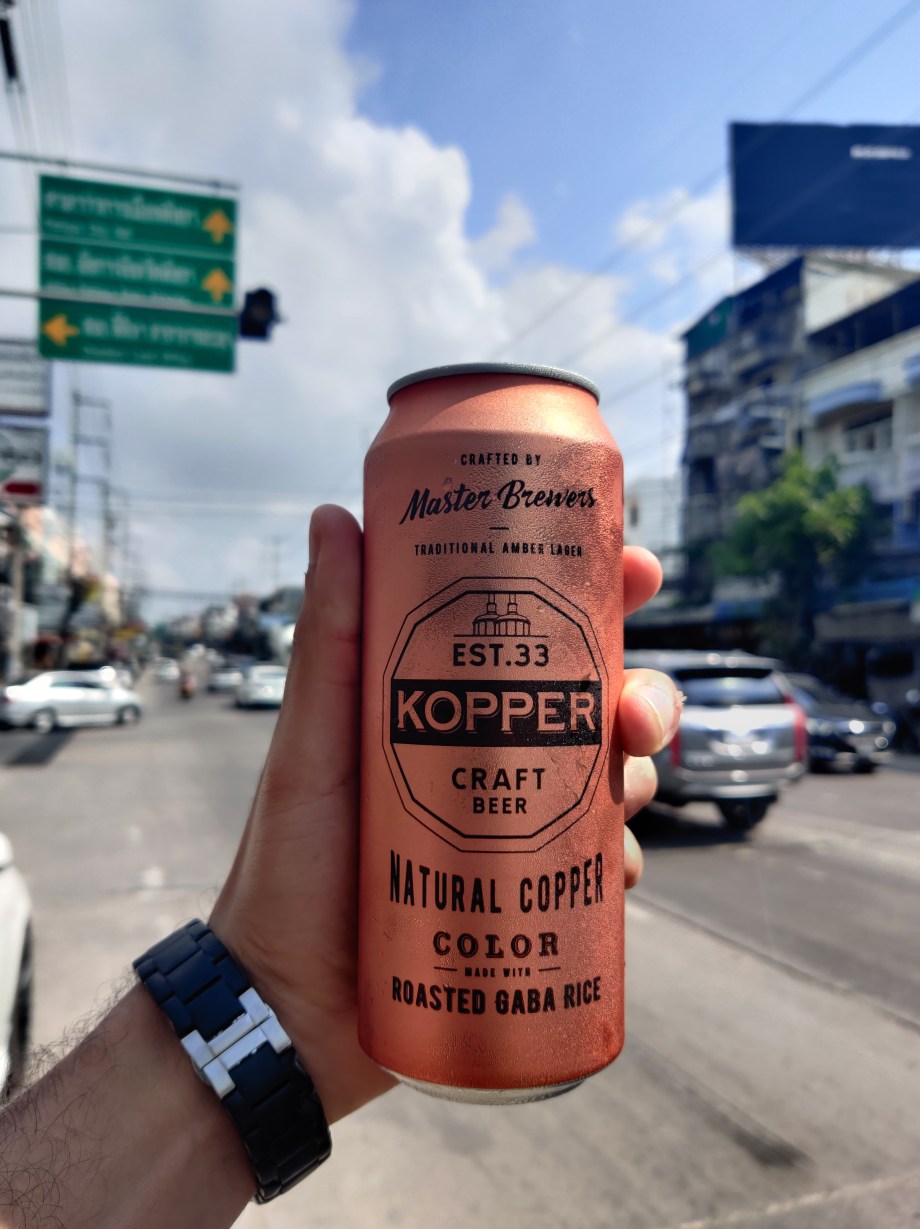 CRAFTED BY
Master Brewers
TRADITIONAL AMBER LAGER
EST.33
KOPPER
CRAFT
BEER
NATURAL COPPER
COLOR
MADE WITH
ROASTED GABA RICE